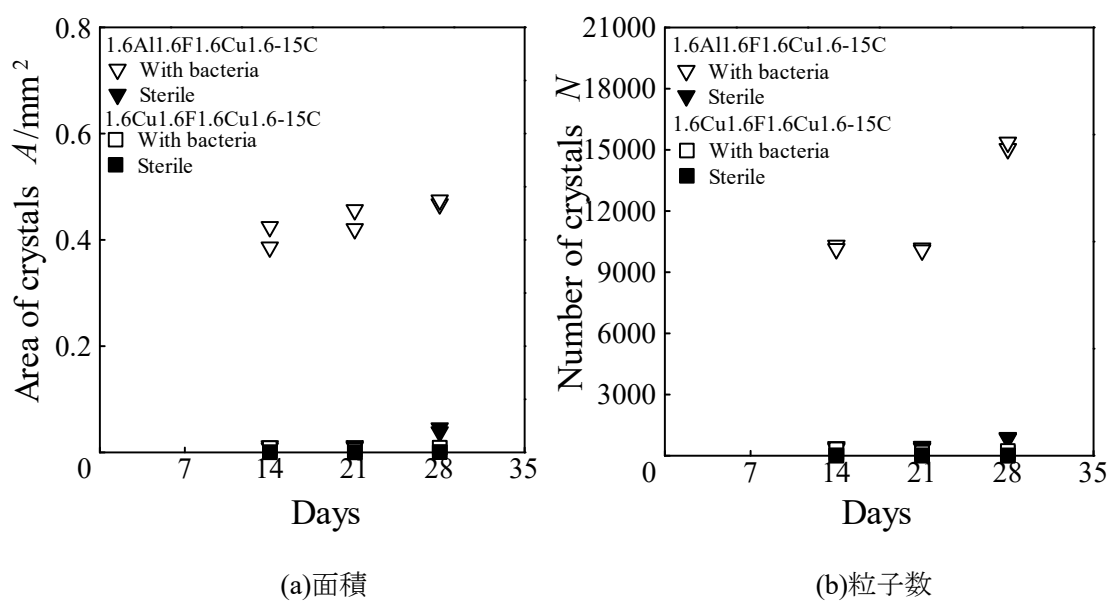 0.8
0.6
0.4
0.2
0
7
14
21
28
35
Area of crystals A/mm²
Days
1.6Al1.6F1.6Cu1.6-15C
With bacteria
Sterile
1.6Cu1.6F1.6Cu1.6-15C
With bacteria
Sterile
(a)面積
21000
18000
15000
12000
9000
6000
3000
0
7
14
21
28
35
Number of crystals N
Days
1.6Al1.6F1.6Cu1.6-15C
With bacteria
Sterile
1.6Cu1.6F1.6Cu1.6-15C
With bacteria
Sterile
(b)粒子数